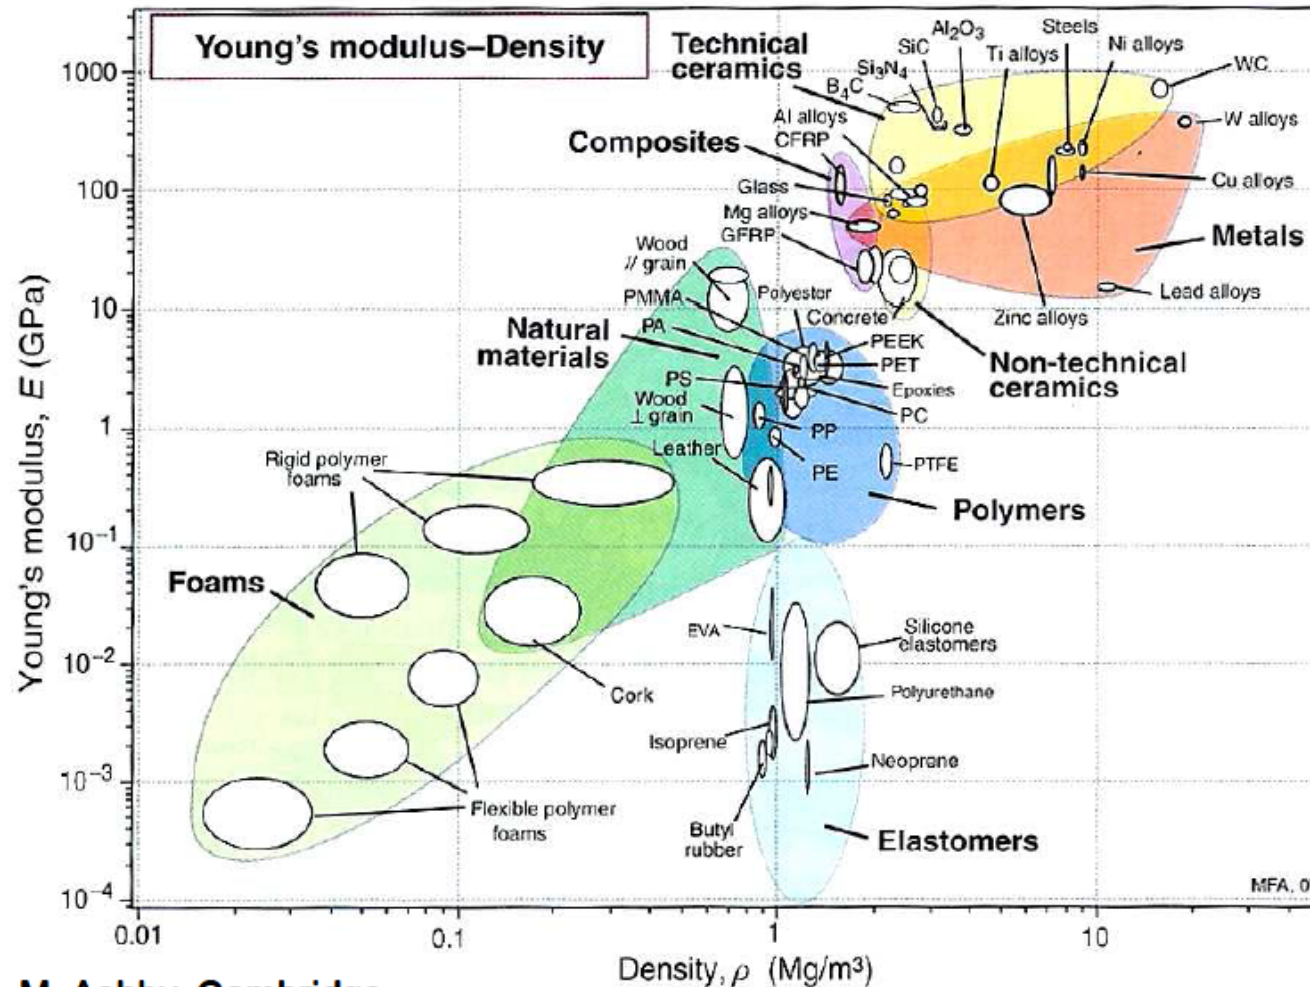 Young's modulus–Density
Technical
ceramics
Al₂O₃
SiC
Si₃N₄
B₄C
Steels
Ti alloys
Ni alloys
WC
W alloys
Al alloys
CFRP
Composites
Glass
Mg alloys
GFRP
Cu alloys
Metals
Lead alloys
Zinc alloys
Wood
// grain
PMMA
Polyester
Concrete
Natural
materials
PA
PEEK
PET
Non-technical
ceramics
PS
Epoxies
Wood
⊥ grain
PC
PP
Leather
PE
PTFE
Polymers
Rigid polymer
foams
Foams
EVA
Silicone
elastomers
Cork
Polyurethane
Isoprene
Neoprene
Flexible polymer
foams
Butyl
rubber
Elastomers
MFA, 0
1000
100
10
1
10⁻¹
10⁻²
10⁻³
10⁻⁴
Young's modulus, E (GPa)
0.01
0.1
1
10
Density, ρ (Mg/m³)
M. Ashby, Cambridge